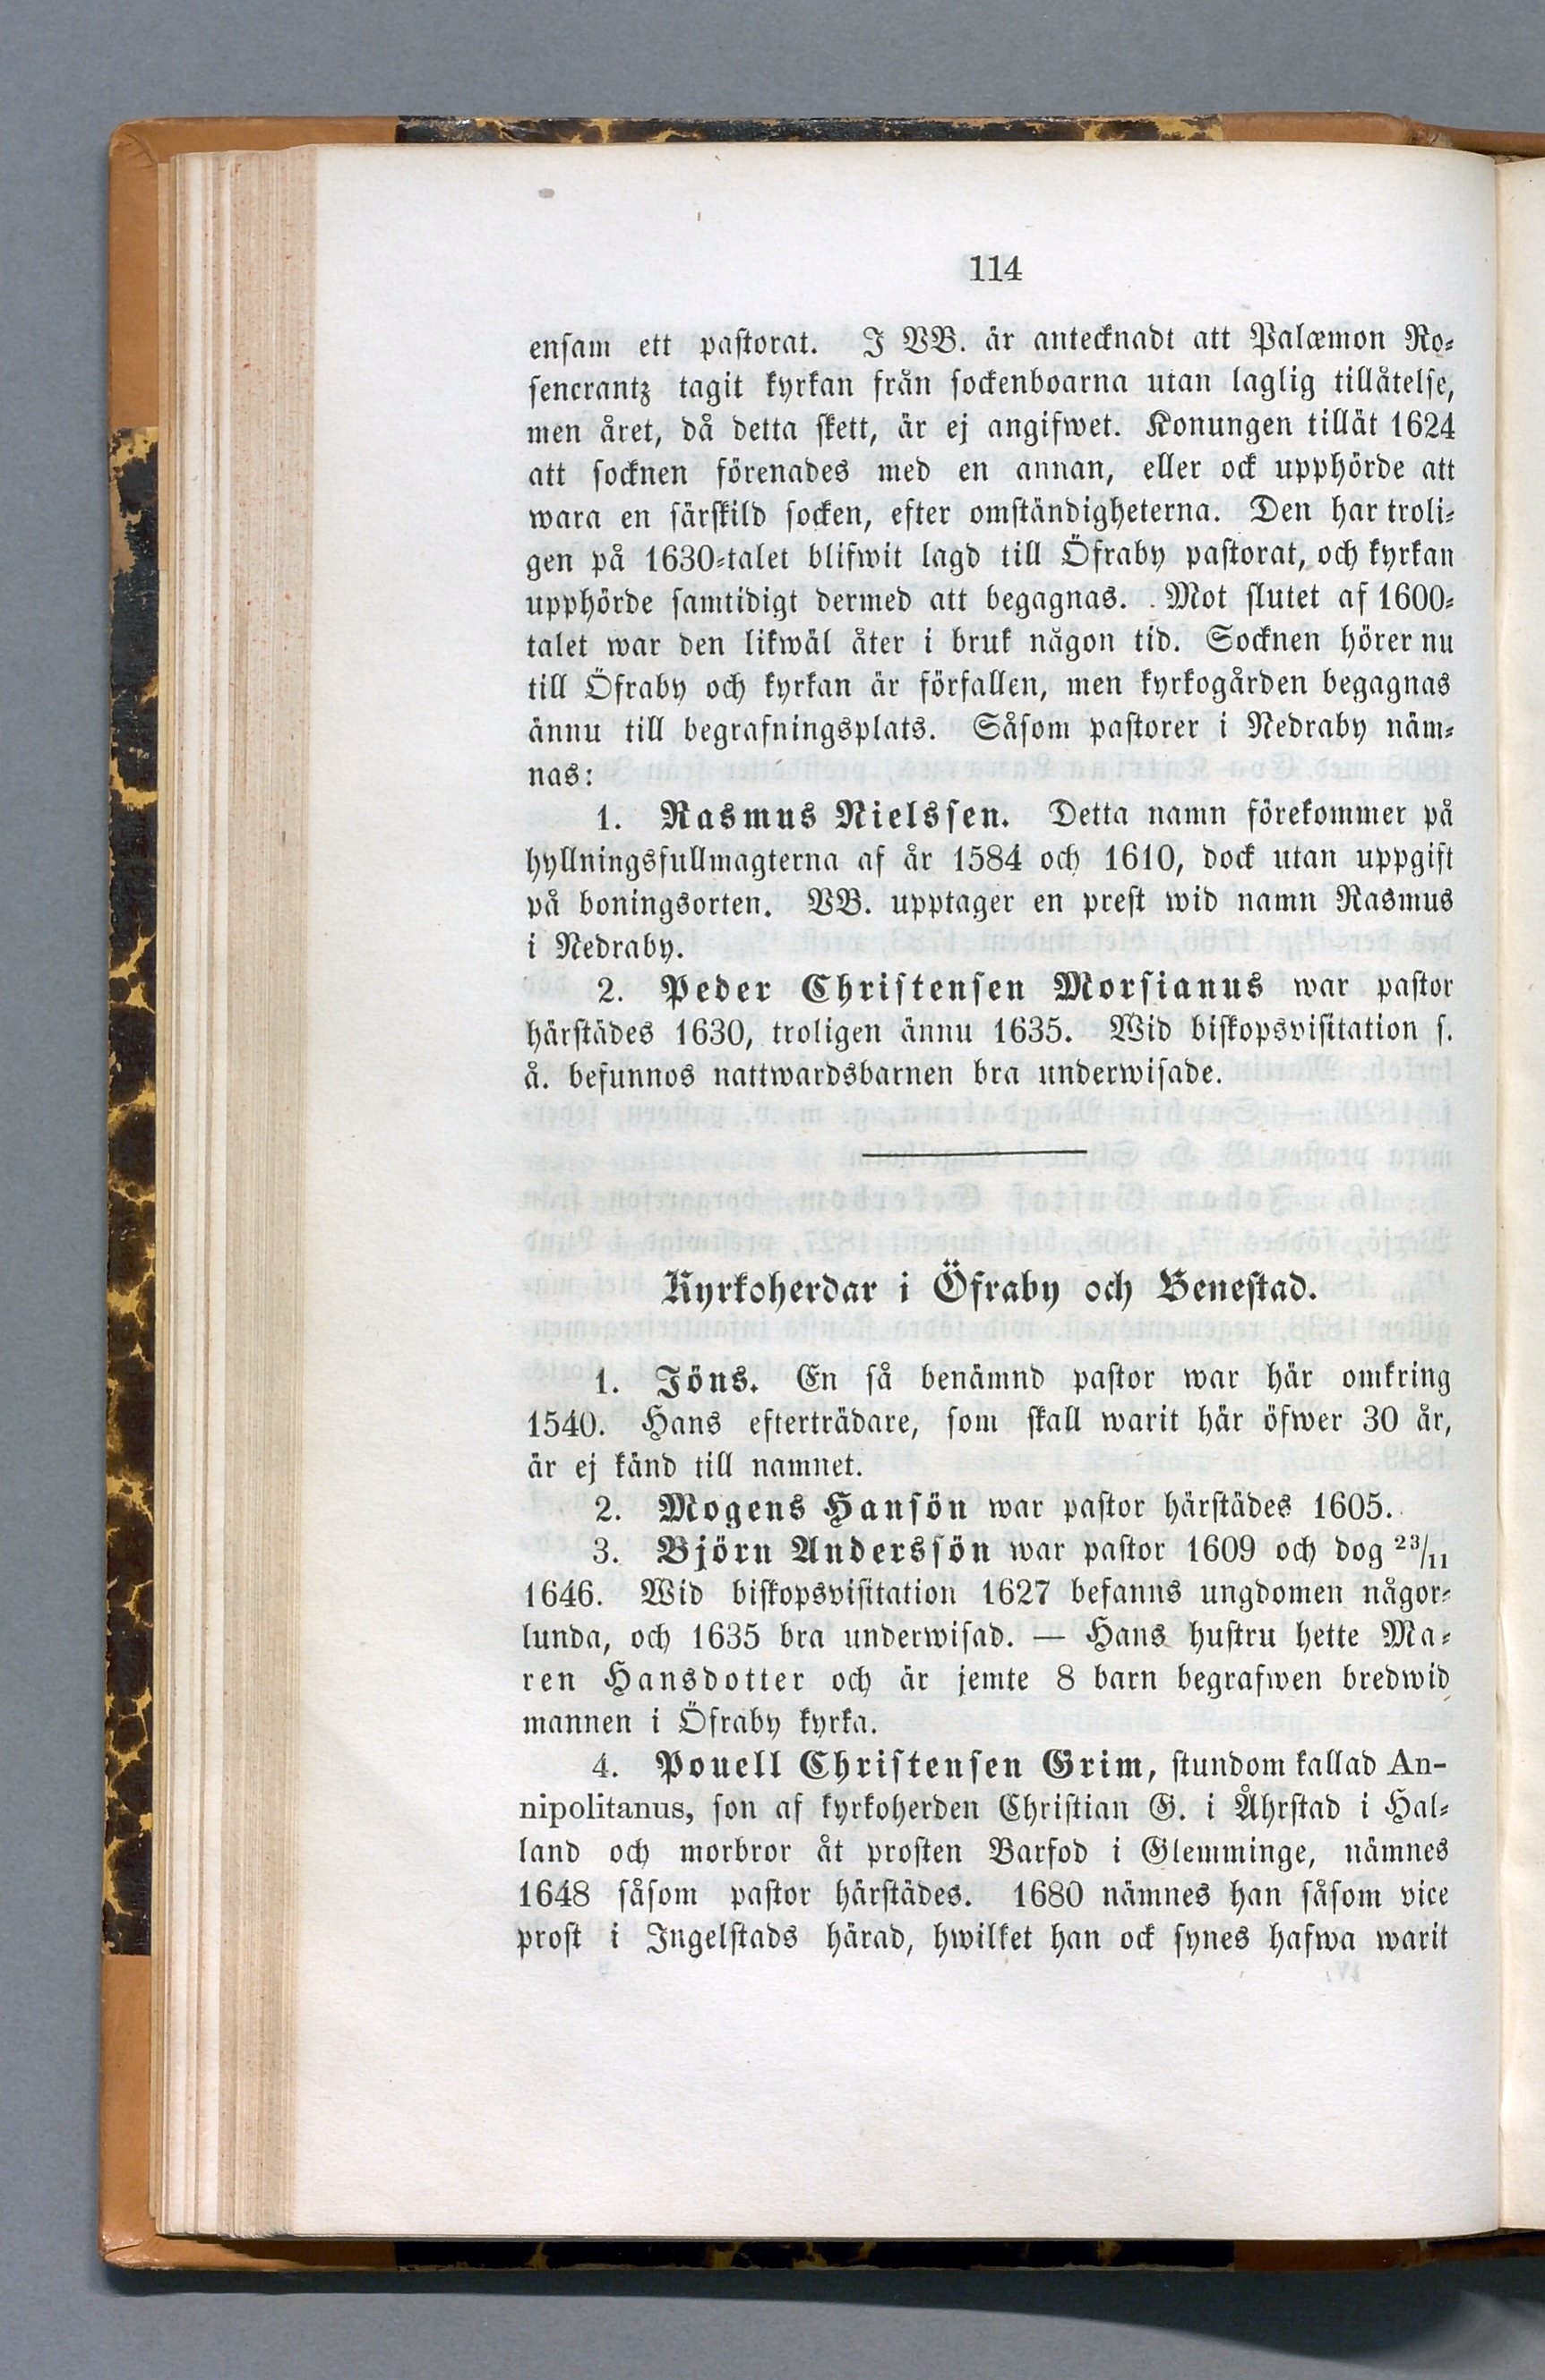 114
ensam ett pastorat. I VB. är antecknadt att Palæmon Ro-
sencrantz tagit kyrkan från sockenboarna utan laglig tillåtelse,
men året, då detta skett, är ej angifwet. Konungen tillät 1624
att socknen förenades med en annan, eller ock upphörde att
wara en särskild socken, efter omständigheterna. Den har troli-
gen på 1630-talet blifwit lagd till Öfraby pastorat, och kyrkan
upphörde samtidigt dermed att begagnas. Mot slutet af 1600-
talet war den likwäl åter i bruk någon tid. Socknen hörer nu
till Öfraby och kyrkan är förfallen, men kyrkogården begagnas
ännu till begrafningsplats. Såsom pastorer i Nedraby näm-
nas:
1. Rasmus Nielssen. Detta namn förekommer på
hyllningsfullmagterna af år 1584 och 1610, dock utan uppgift
på boningsorten. VB. upptager en prest wid namn Rasmus
i Nedraby.
2. Peder Christensen Morsianus war pastor
härstädes 1630, troligen ännu 1635. Wid biskopsvisitation s.
å. befunnos nattwardsbarnen bra underwisade.
Kyrkoherdar i Öfraby och Benestad.
1. Jöns. En så benämnd pastor war här omkring
1540. Hans efterträdare, som skall warit här öfwer 30 år,
är ej känd till namnet.
2. Mogens Hansön war pastor härstädes 1605.
3. Björn Anderssön war pastor 1609 och dog 23/11
1646. Wid biskopsvisitation 1627 befanns ungdomen någor-
lunda, och 1635 bra underwisad. — Hans hustru hette Ma-
ren Hansdotter och är jemte 8 barn begrafwen bredwid
mannen i Öfraby kyrka.
4. Pouell Christensen Grim, stundom kallad An-
nipolitanus, son af kyrkoherden Christian G. i Åhrstad i Hal-
land och morbror åt prosten Barfod i Glemminge, nämnes
1648 såsom pastor härstädes. 1680 nämnes han såsom vice
prost i Ingelstads härad, hwilket han ock synes hafwa warit